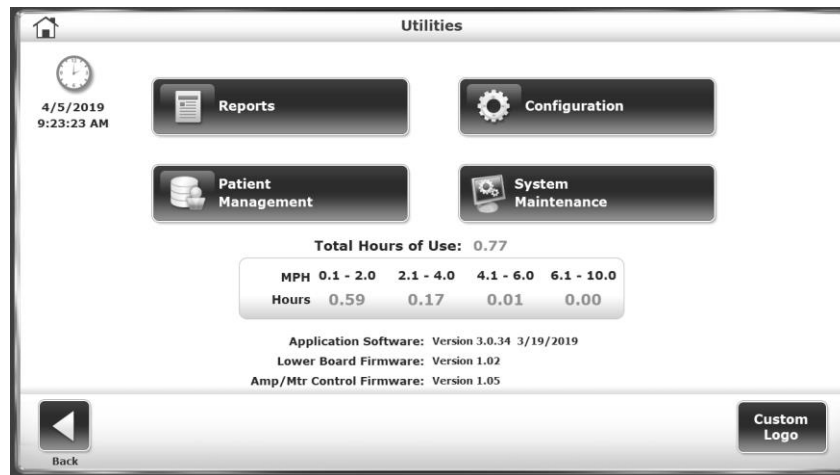 Utilities
4/5/2019
9:23:23 AM
Reports
Configuration
Patient
Management
System
Maintenance
Total Hours of Use: 0.77
MPH 0.1 - 2.0 2.1 - 4.0 4.1 - 6.0 6.1 - 10.0
Hours 0.59 0.17 0.01 0.00
Application Software: Version 3.0.34 3/19/2019
Lower Board Firmware: Version 1.02
Amp/Mtr Control Firmware: Version 1.05
Back
Custom
Logo